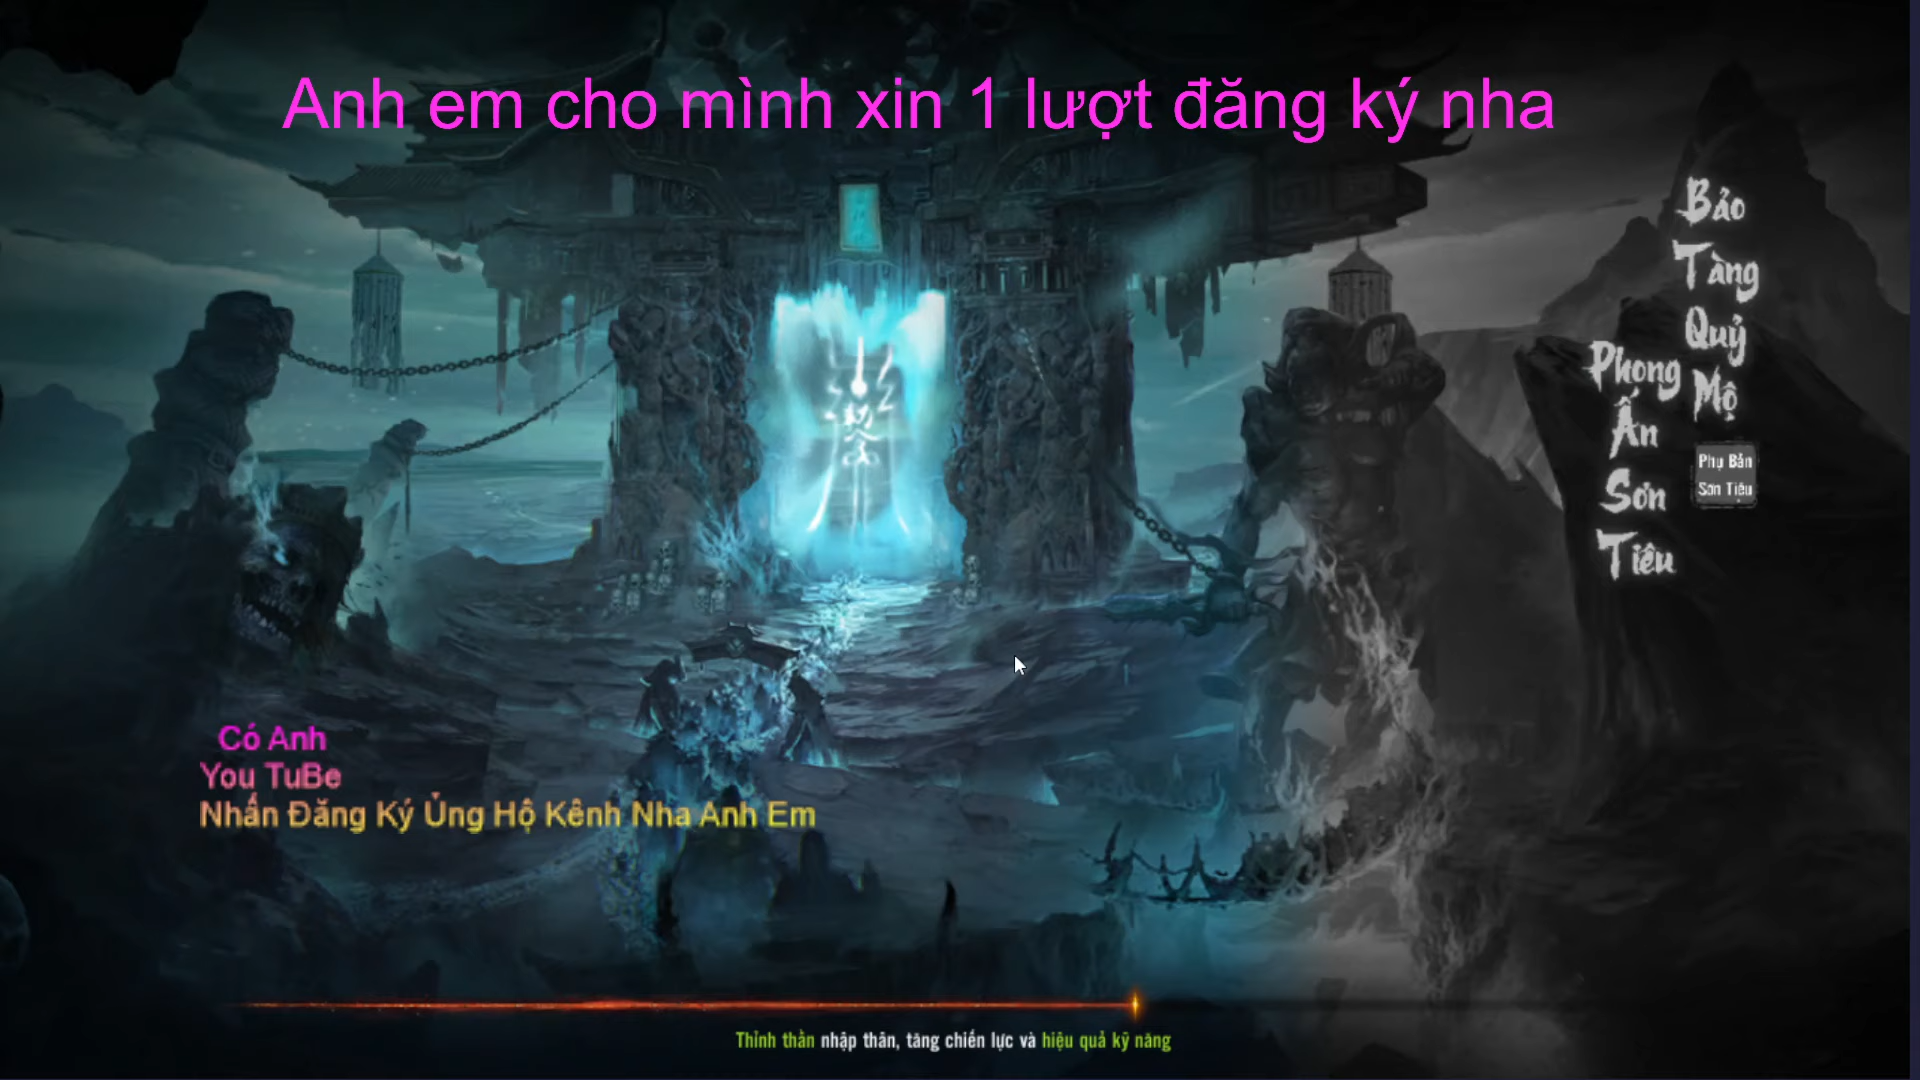 Anh em cho mình xin 1 lượt đăng ký nha
Bảo
Tàng
Quỷ
Mộ
Phong
Ấn
Sơn
Tiêu
Phụ Bản
Sơn Tiêu
Có Anh
You TuBe
Nhấn Đăng Ký Ủng Hộ Kênh Nha Anh Em
Thỉnh thần nhập thân, tăng chiến lực và hiệu quả kỹ năng